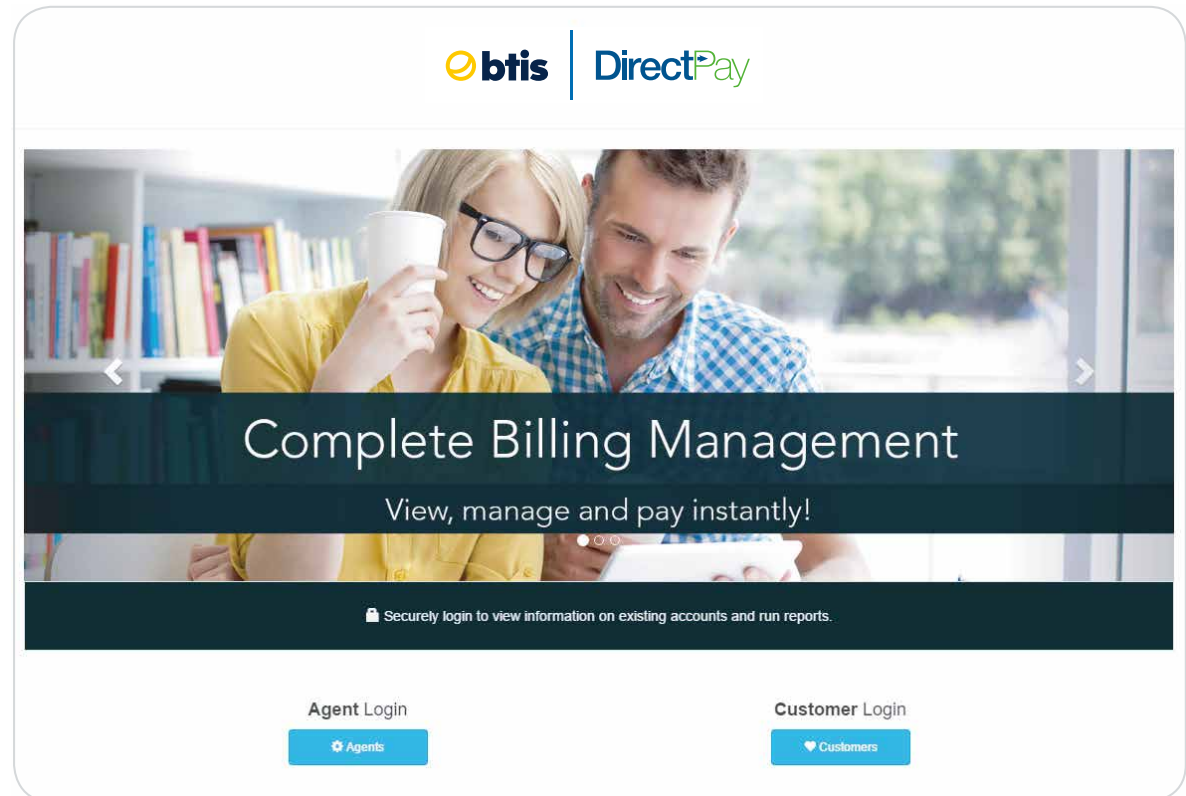 btis | DirectPay
Complete Billing Management
View, manage and pay instantly!
Securely login to view information on existing accounts and run reports.
Agent Login
Customer Login
Agents
Customers